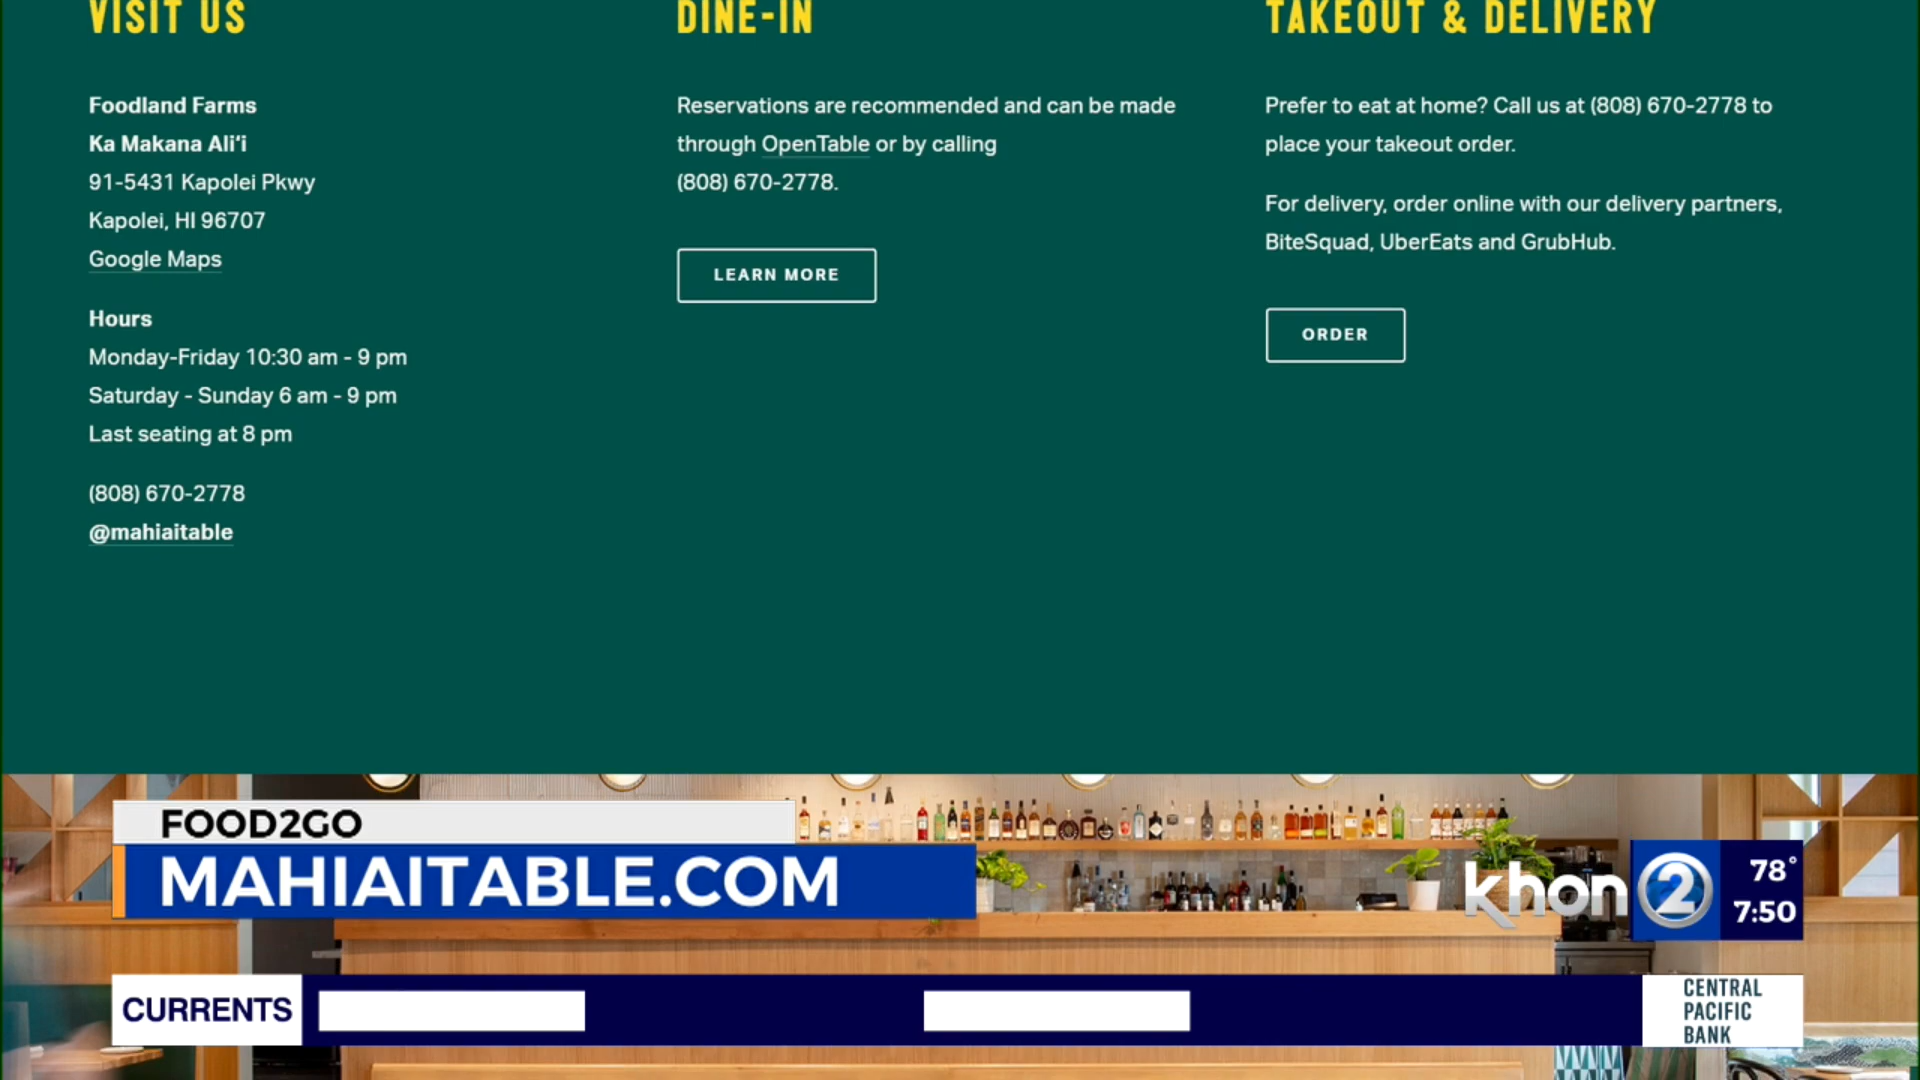 VISIT US
Foodland Farms
Ka Makana Ali‘i
91-5431 Kapolei Pkwy
Kapolei, HI 96707
Google Maps
Hours
Monday-Friday 10:30 am - 9 pm
Saturday - Sunday 6 am - 9 pm
Last seating at 8 pm
(808) 670-2778
@mahiaitable
DINE-IN
Reservations are recommended and can be made
through OpenTable or by calling
(808) 670-2778.
LEARN MORE
TAKEOUT & DELIVERY
Prefer to eat at home? Call us at (808) 670-2778 to
place your takeout order.
For delivery, order online with our delivery partners,
BiteSquad, UberEats and GrubHub.
ORDER
FOOD2GO
MAHIAITABLE.COM
khon 2
78°
7:50
CURRENTS
CENTRAL
PACIFIC
BANK